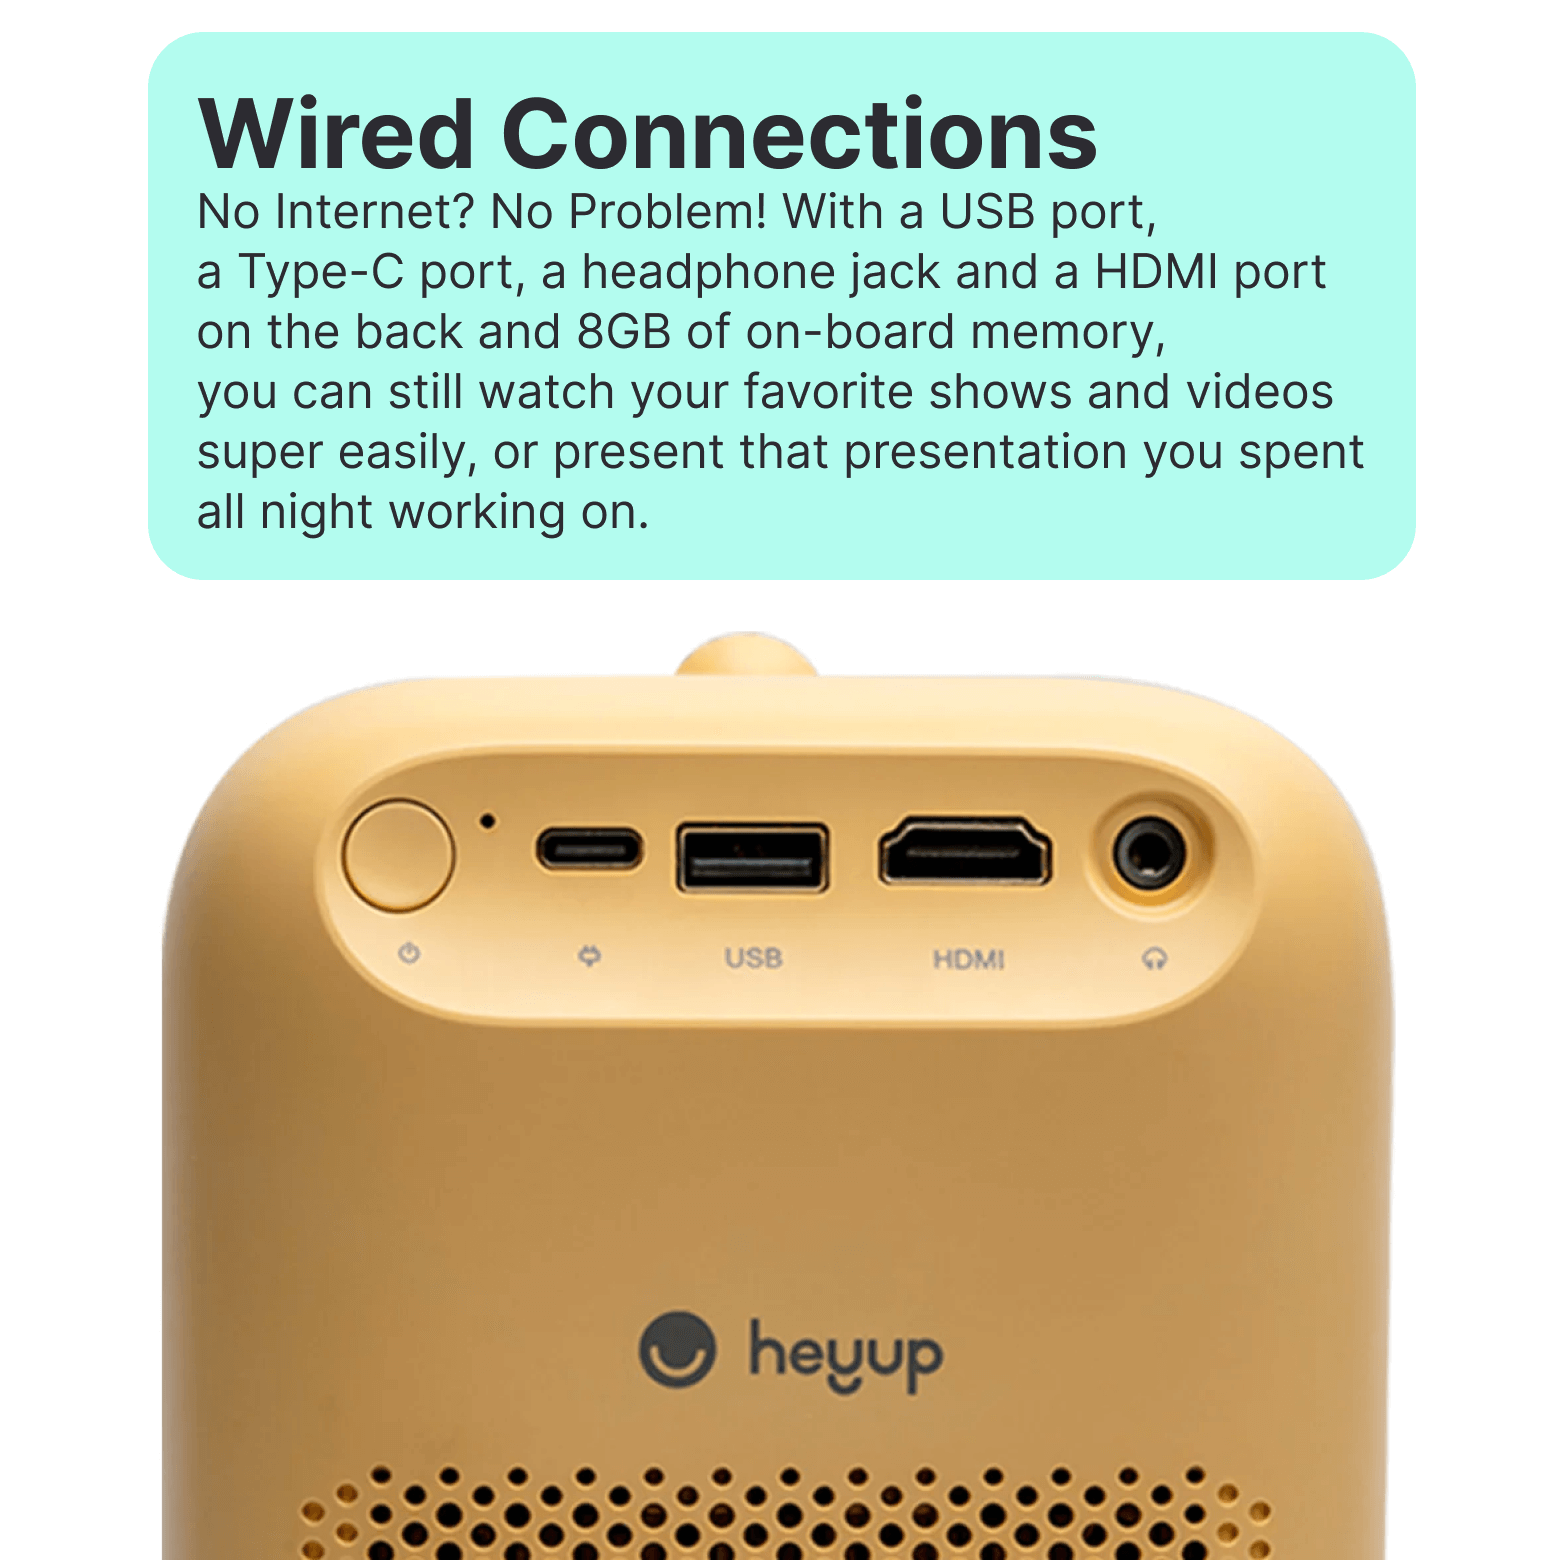 Wired Connections
No Internet? No Problem! With a USB port,
a Type-C port, a headphone jack and a HDMI port
on the back and 8GB of on-board memory,
you can still watch your favorite shows and videos
super easily, or present that presentation you spent
all night working on.
USB HDMI
heyup